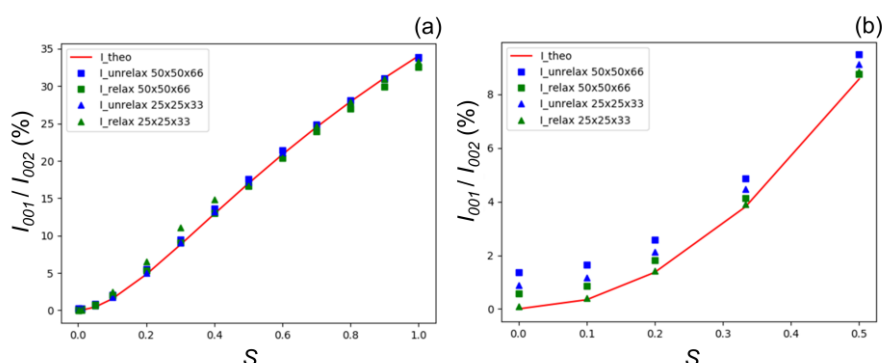 (a)
35
30
25
20
15
10
5
0
I_theo
I_unrelax 50x50x66
I_relax 50x50x66
I_unrelax 25x25x33
I_relax 25x25x33
I001 / I002 (%)
0.0 0.2 0.4 0.6 0.8 1.0
S
(b)
8
6
4
2
0
I_theo
I_unrelax 50x50x66
I_relax 50x50x66
I_unrelax 25x25x33
I_relax 25x25x33
I001 / I002 (%)
0.0 0.1 0.2 0.3 0.4 0.5
S